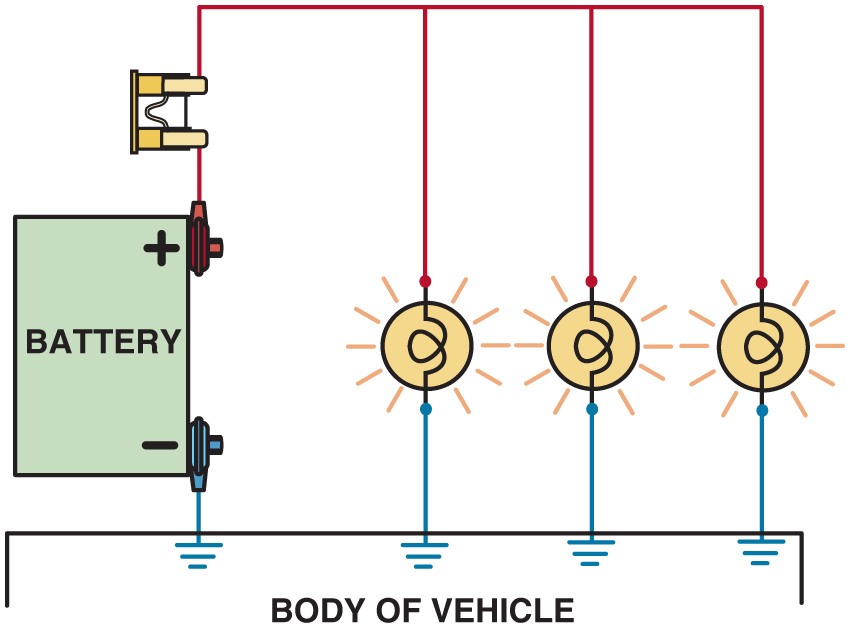 +
BATTERY
−
BODY OF VEHICLE